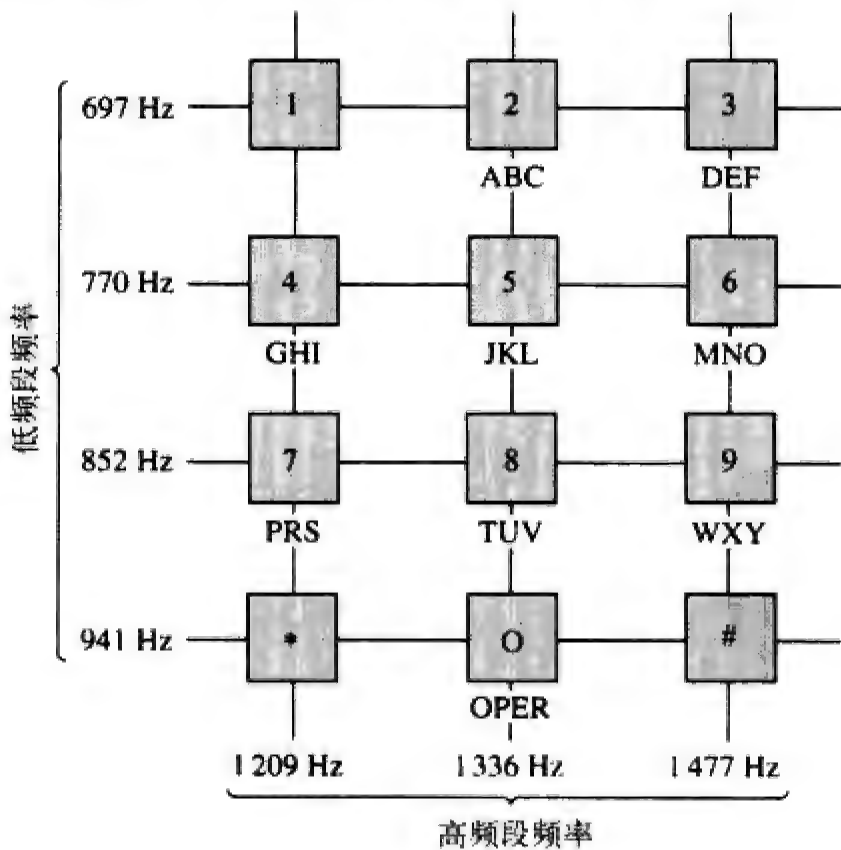 697 Hz 1 2 3
ABC DEF
770 Hz 4 5 6
GHI JKL MNO
852 Hz 7 8 9
PRS TUV WXY
941 Hz * O #
OPER
1 209 Hz 1 336 Hz 1 477 Hz
高频段频率
低频段频率